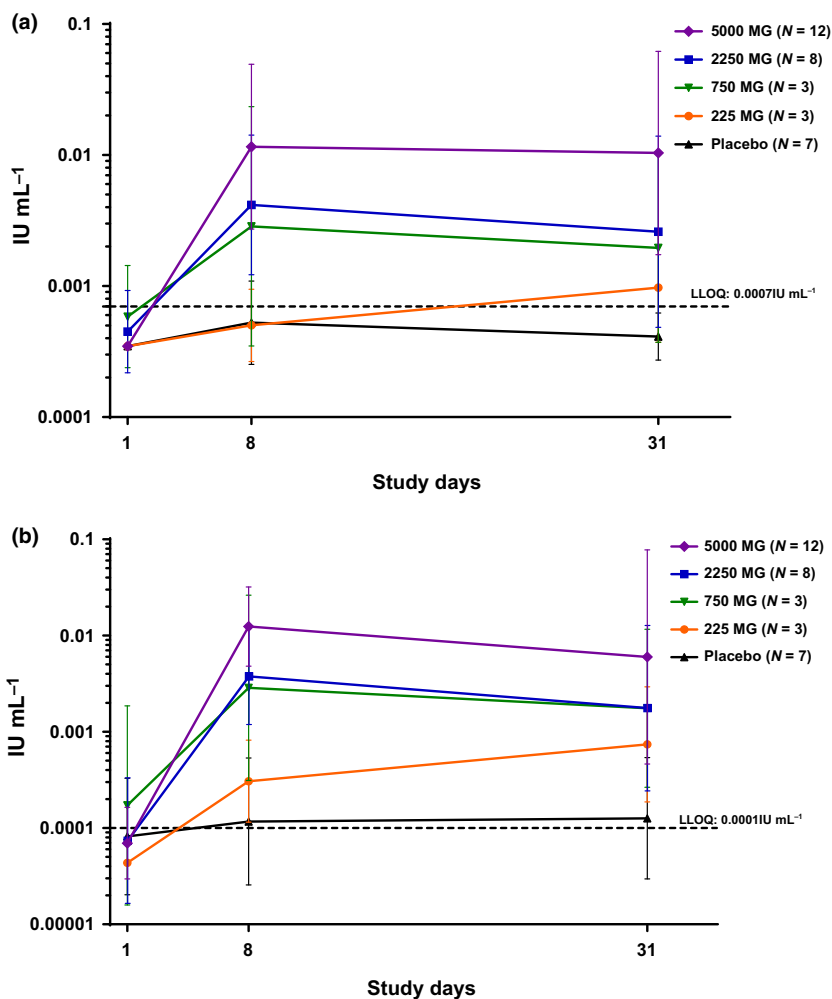 (a)
0.1
0.01
0.001
0.0001
IU mL⁻¹
5000 MG (N = 12)
2250 MG (N = 8)
750 MG (N = 3)
225 MG (N = 3)
Placebo (N = 7)
LLOQ: 0.0007IU mL⁻¹
1 8 31
Study days
(b)
0.1
0.01
0.001
0.0001
0.00001
IU mL⁻¹
5000 MG (N = 12)
2250 MG (N = 8)
750 MG (N = 3)
225 MG (N = 3)
Placebo (N = 7)
LLOQ: 0.0001IU mL⁻¹
1 8 31
Study days